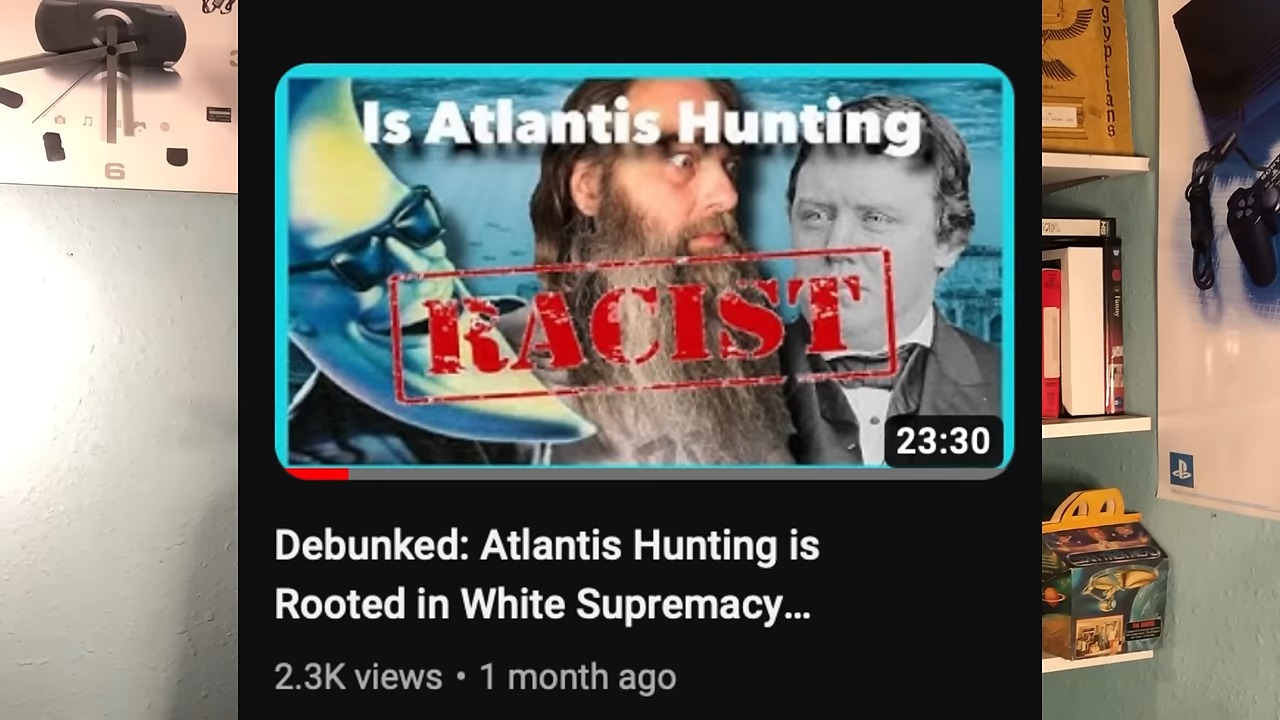 Is Atlantis Hunting
RACIST
23:30
Debunked: Atlantis Hunting is
Rooted in White Supremacy...
2.3K views • 1 month ago
6